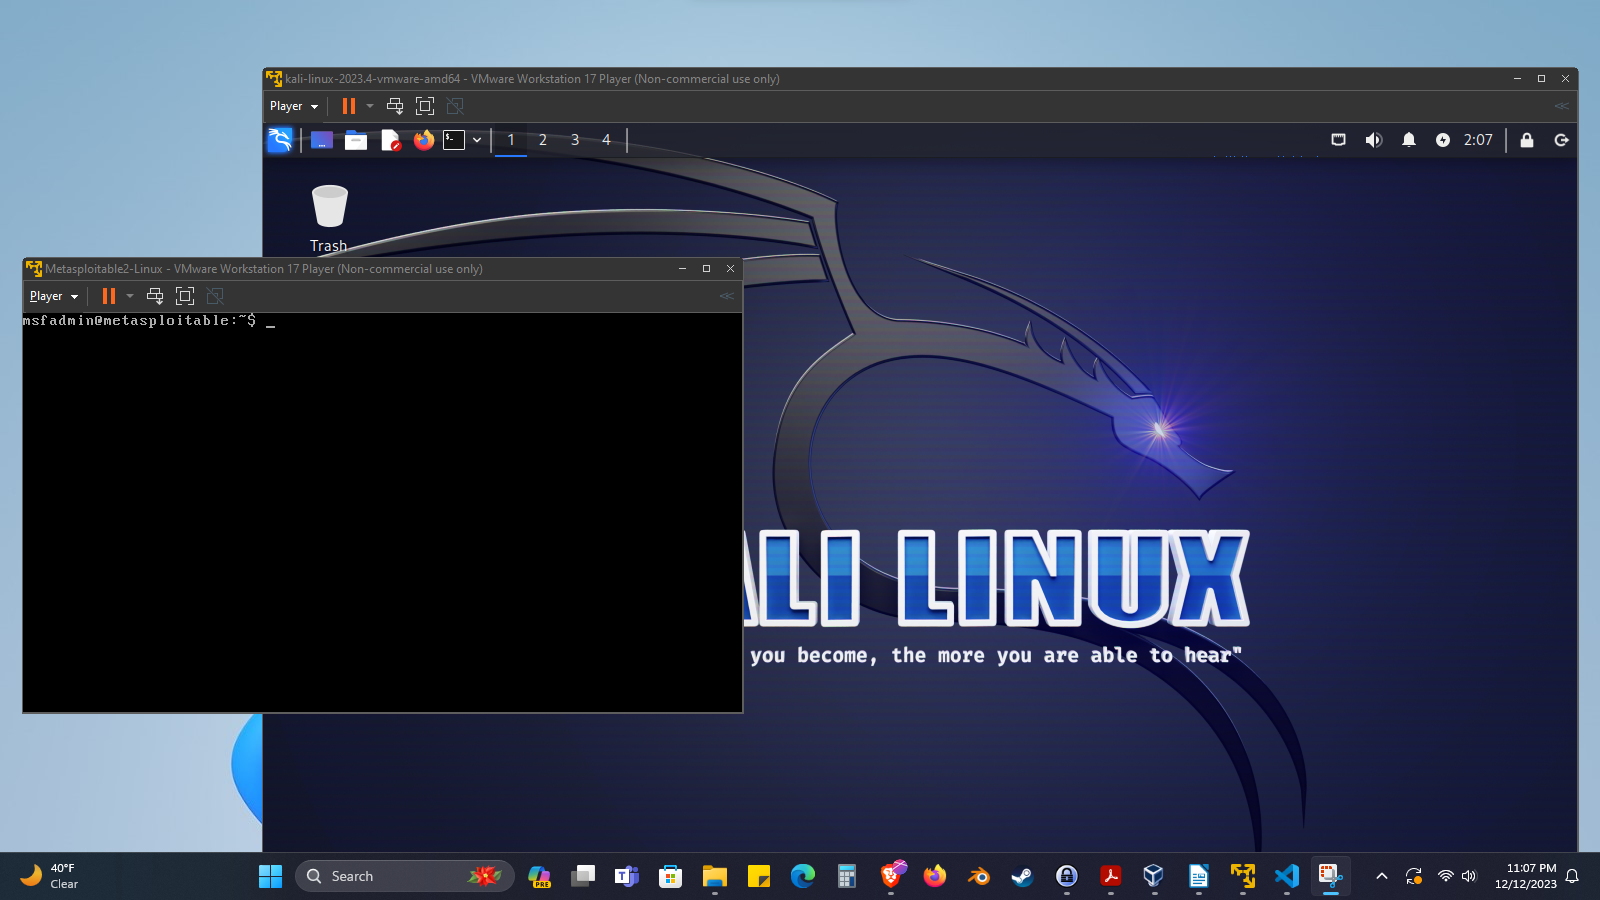 kali-linux-2023.4-vmware-amd64 - VMware Workstation 17 Player (Non-commercial use only)
Player
1 2 3 4
2:07
Trash
Metasploitable2-Linux - VMware Workstation 17 Player (Non-commercial use only)
Player
msfadmin@metasploitable:~$ _
ALI LINUX
you become, the more you are able to hear"
40°F
Clear
Search
PRE
11:07 PM
12/12/2023